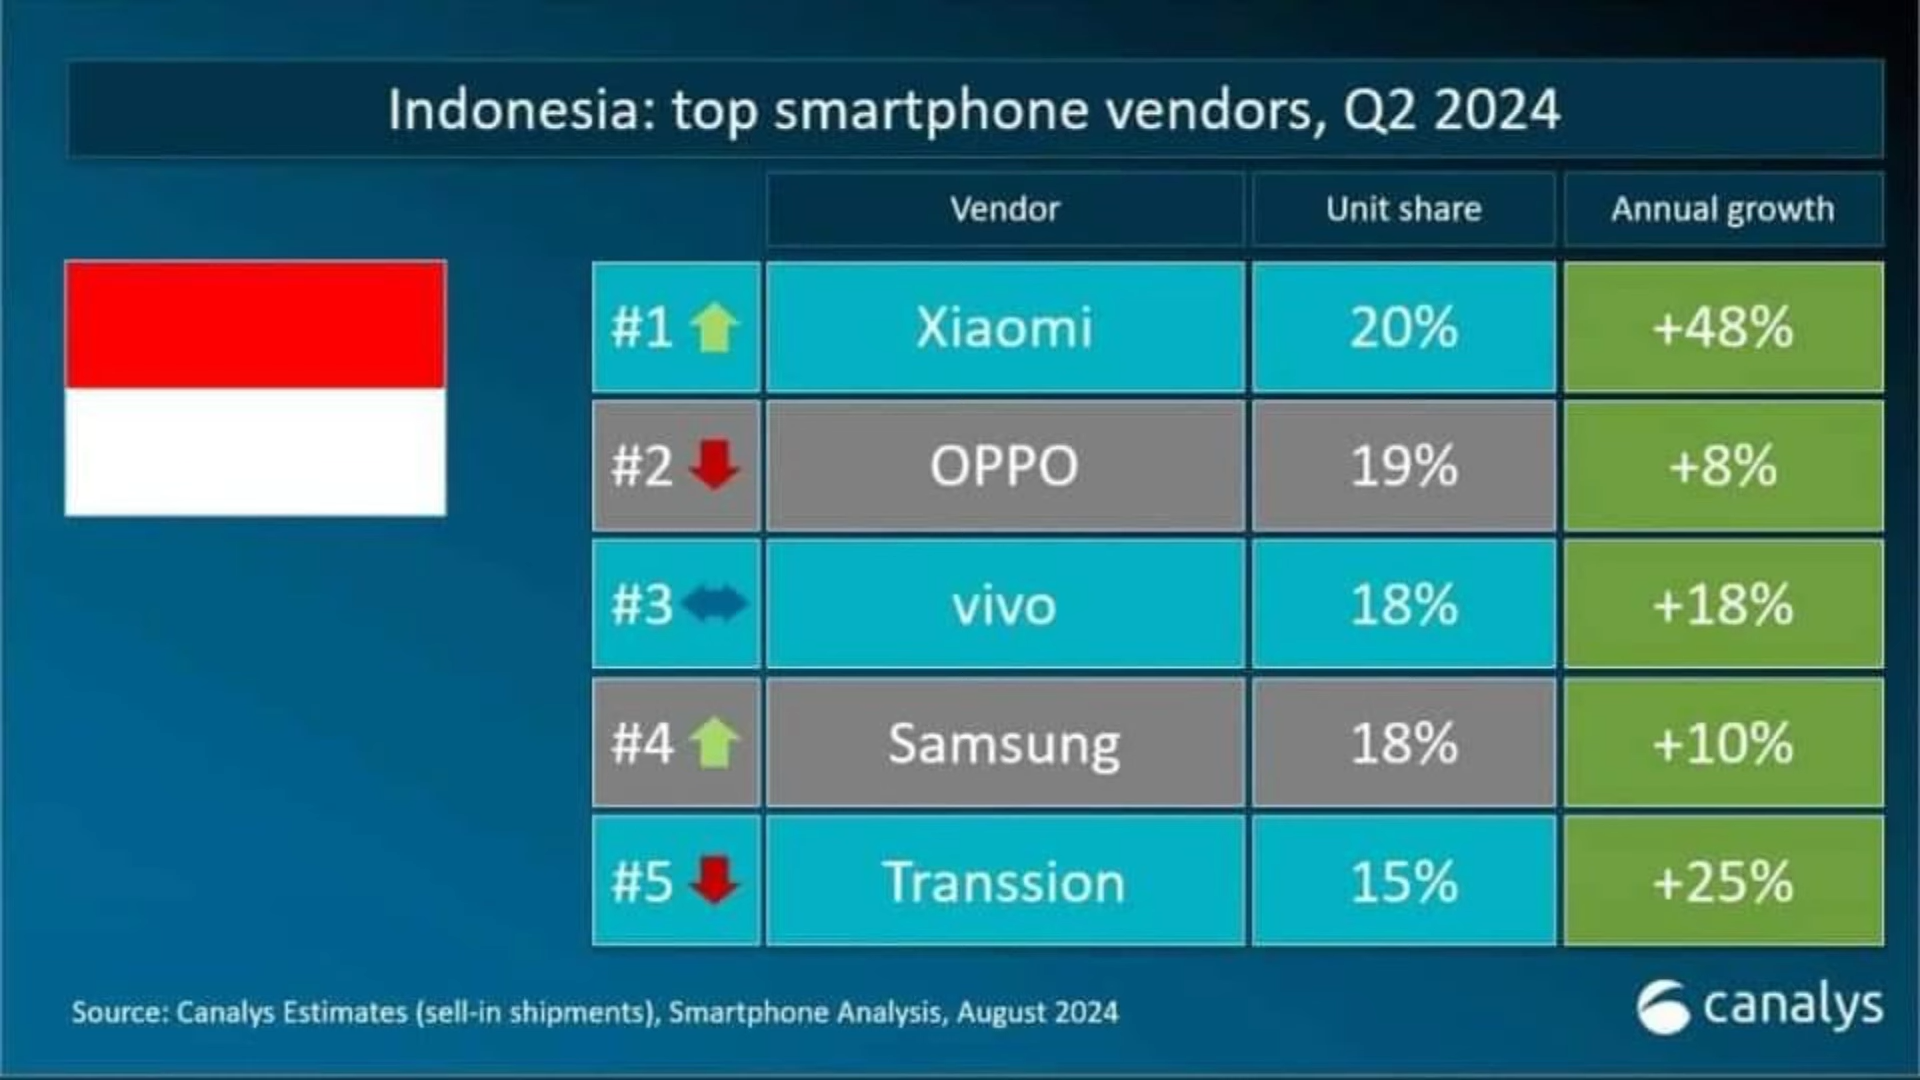 Indonesia: top smartphone vendors, Q2 2024
Vendor Unit share Annual growth
#1 Xiaomi 20% +48%
#2 OPPO 19% +8%
#3 vivo 18% +18%
#4 Samsung 18% +10%
#5 Transsion 15% +25%
Source: Canalys Estimates (sell-in shipments), Smartphone Analysis, August 2024
canalys